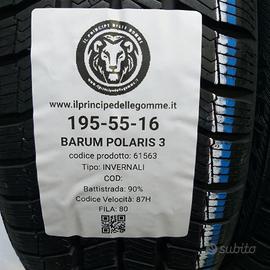 IL PRINCIPE DELLE GOMME
www.ilprincipedellegomme.it
195-55-16
BARUM POLARIS 3
codice prodotto: 61563
Tipo: INVERNALI
COD:
Battistrada: 90%
Codice Velocità: 87H
FILA: 80
subito